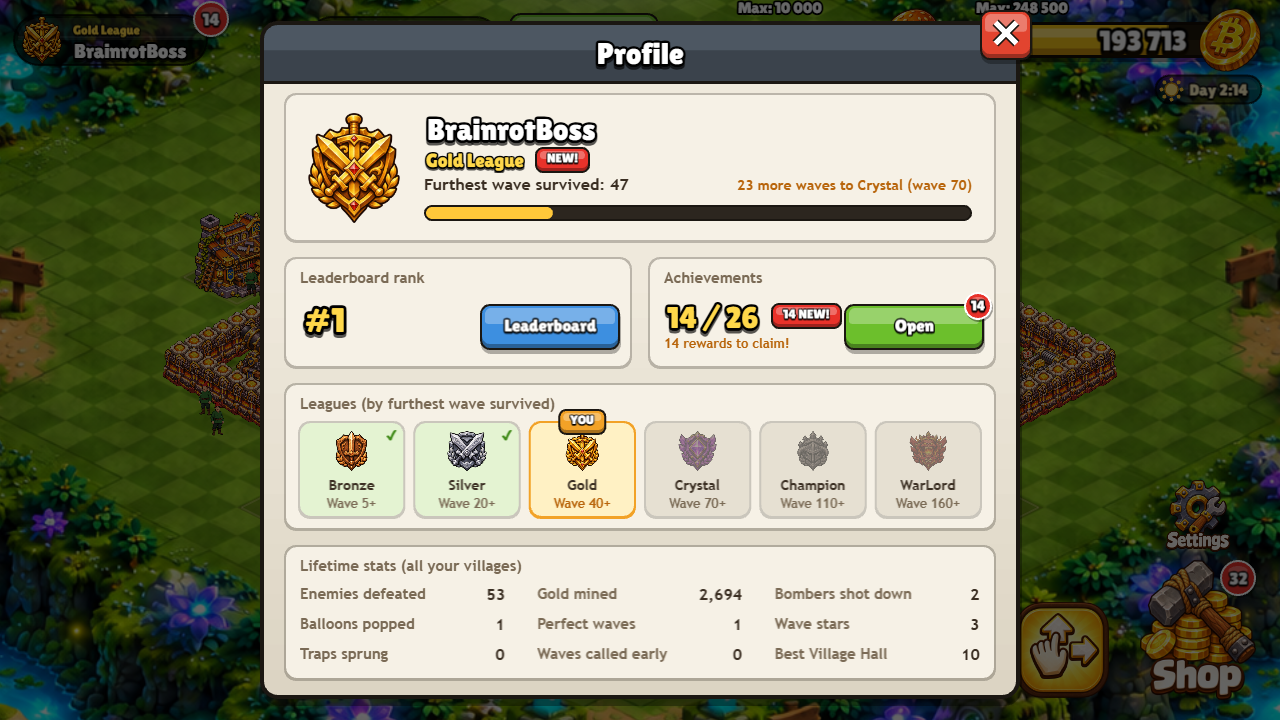 Max: 10 000
Max: 248 500
14
Gold League
BrainrotBoss
193 713
Day 2:14
Profile
BrainrotBoss
Gold League NEW!
Furthest wave survived: 47
23 more waves to Crystal (wave 70)
Leaderboard rank
#1
Leaderboard
Achievements
14/26
14 NEW!
Open
14
14 rewards to claim!
Leagues (by furthest wave survived)
YOU
Bronze
Wave 5+
Silver
Wave 20+
Gold
Wave 40+
Crystal
Wave 70+
Champion
Wave 110+
WarLord
Wave 160+
Lifetime stats (all your villages)
Enemies defeated 53
Gold mined 2,694
Bombers shot down 2
Balloons popped 1
Perfect waves 1
Wave stars 3
Traps sprung 0
Waves called early 0
Best Village Hall 10
Settings
32
Shop